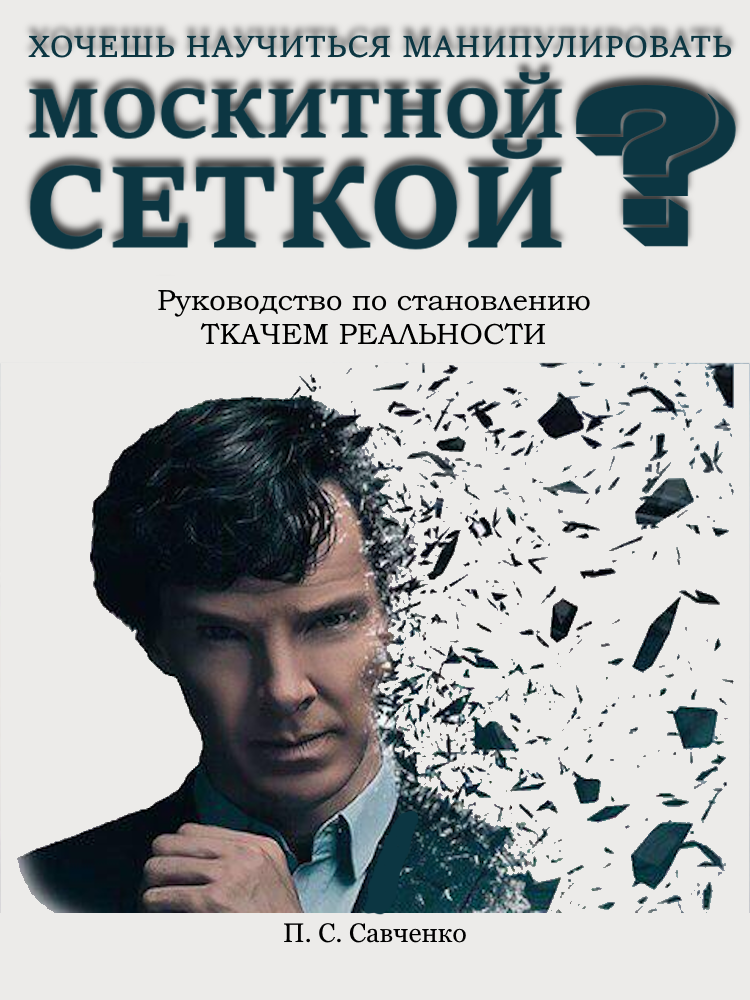 ХОЧЕШЬ НАУЧИТЬСЯ МАНИПУЛИРОВАТЬ
МОСКИТНОЙ
СЕТКОЙ?
Руководство по становлению
ТКАЧЕМ РЕАЛЬНОСТИ
П. С. Савченко